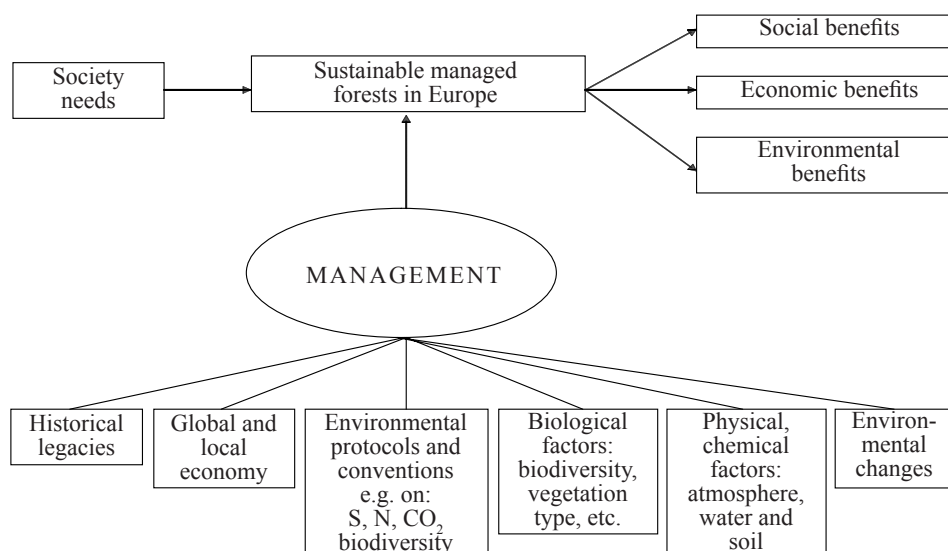 Social benefits
Society
needs
Sustainable managed
forests in Europe
Economic benefits
Environmental
benefits
MANAGEMENT
Historical
legacies
Global and
local
economy
Environmental
protocols and
conventions
e.g. on:
S, N, CO₂
biodiversity
Biological
factors:
biodiversity,
vegetation
type, etc.
Physical,
chemical
factors:
atmosphere,
water and
soil
Environ-
mental
changes